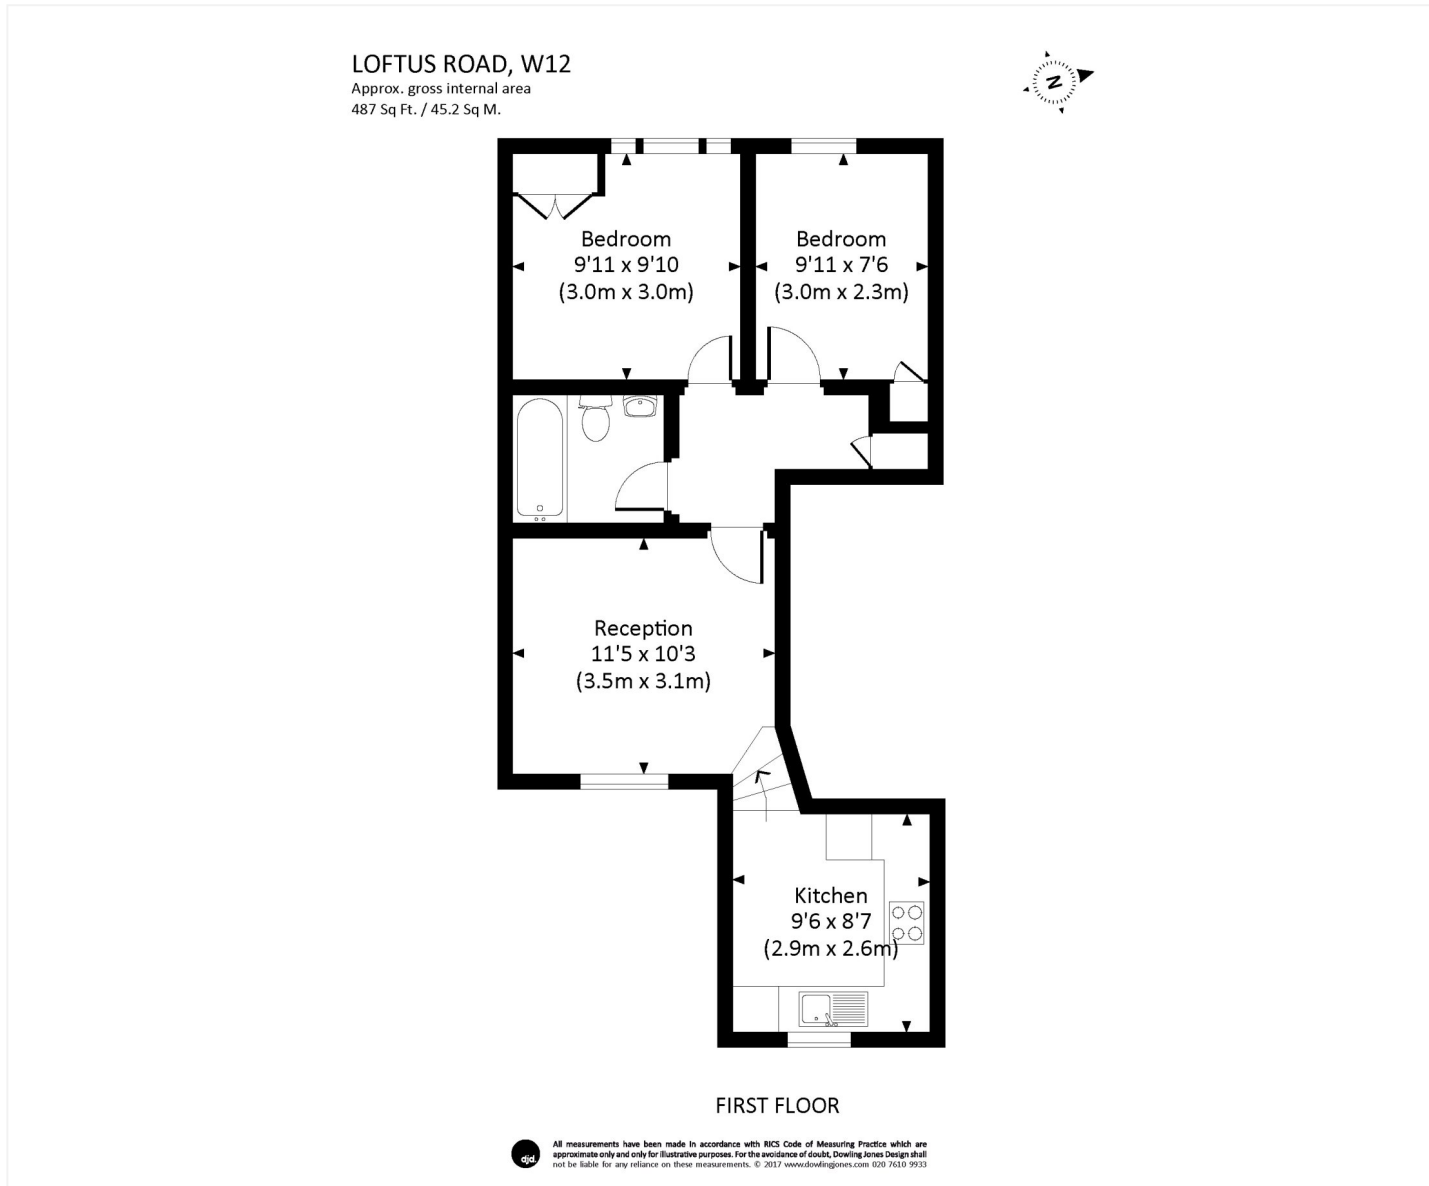 LOFTUS ROAD, W12
Approx. gross internal area
487 Sq Ft. / 45.2 Sq M.
N
Bedroom
9'11 x 9'10
(3.0m x 3.0m)
Bedroom
9'11 x 7'6
(3.0m x 2.3m)
Reception
11'5 x 10'3
(3.5m x 3.1m)
Kitchen
9'6 x 8'7
(2.9m x 2.6m)
FIRST FLOOR
djd.
All measurements have been made in accordance with RICS Code of Measuring Practice which are
approximate only and only for illustrative purposes. For the avoidance of doubt, Dowling Jones Design shall
not be liable for any reliance on these measurements. © 2017 www.dowlingjones.com 020 7610 9933